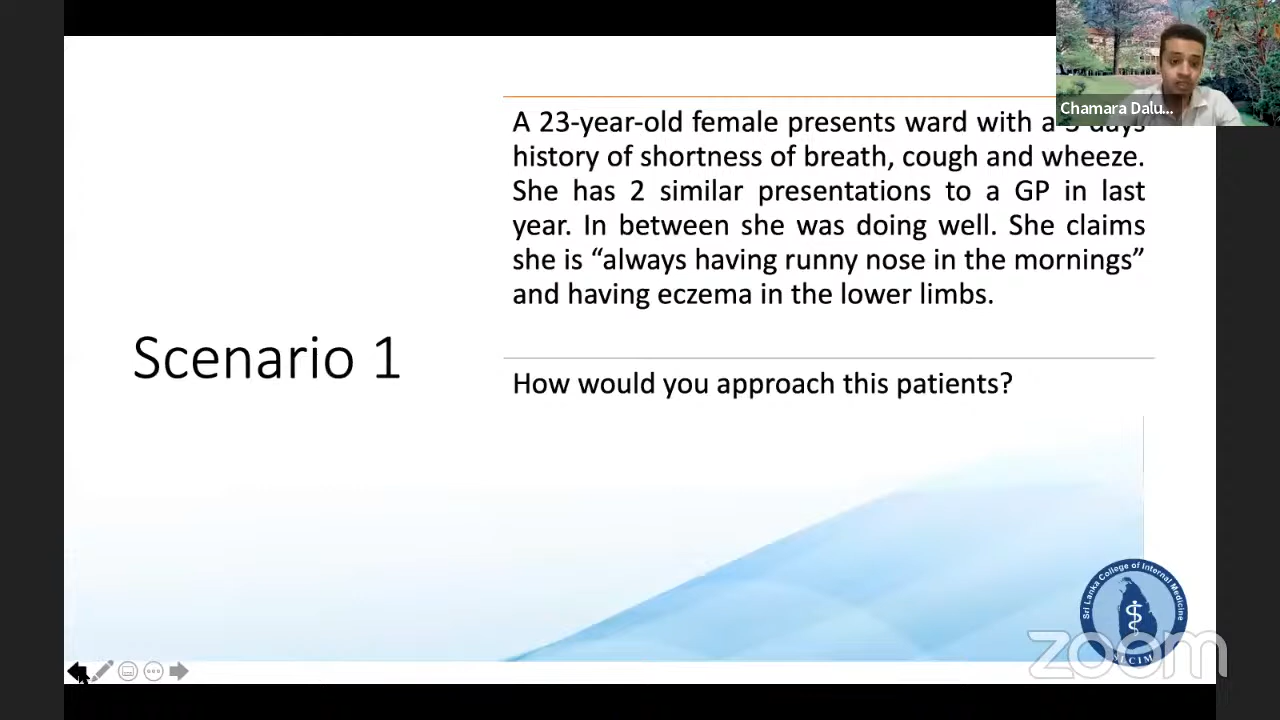 Chamara Dalu...
A 23-year-old female presents ward with a days
history of shortness of breath, cough and wheeze.
She has 2 similar presentations to a GP in last
year. In between she was doing well. She claims
she is “always having runny nose in the mornings”
and having eczema in the lower limbs.
Scenario 1
How would you approach this patients?
Sri Lanka College of Internal Medicine
zoom